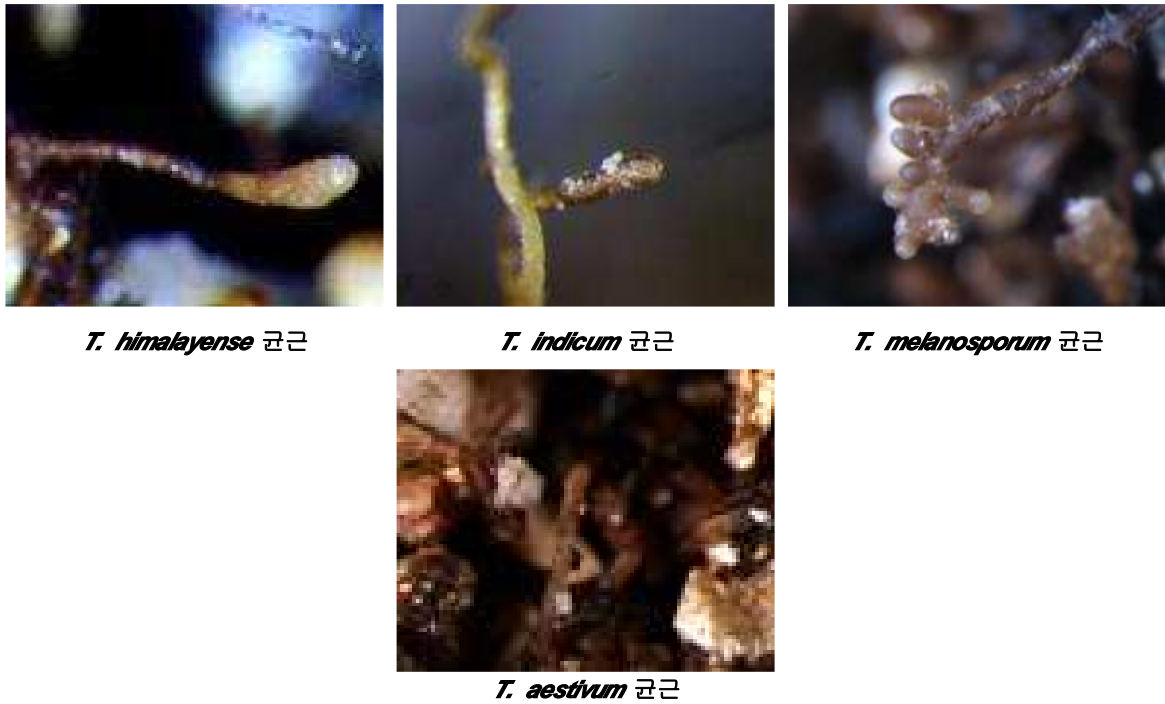 T. himalayense 균근
T. indicum 균근
T. melanosporum 균근
T. aestivum 균근